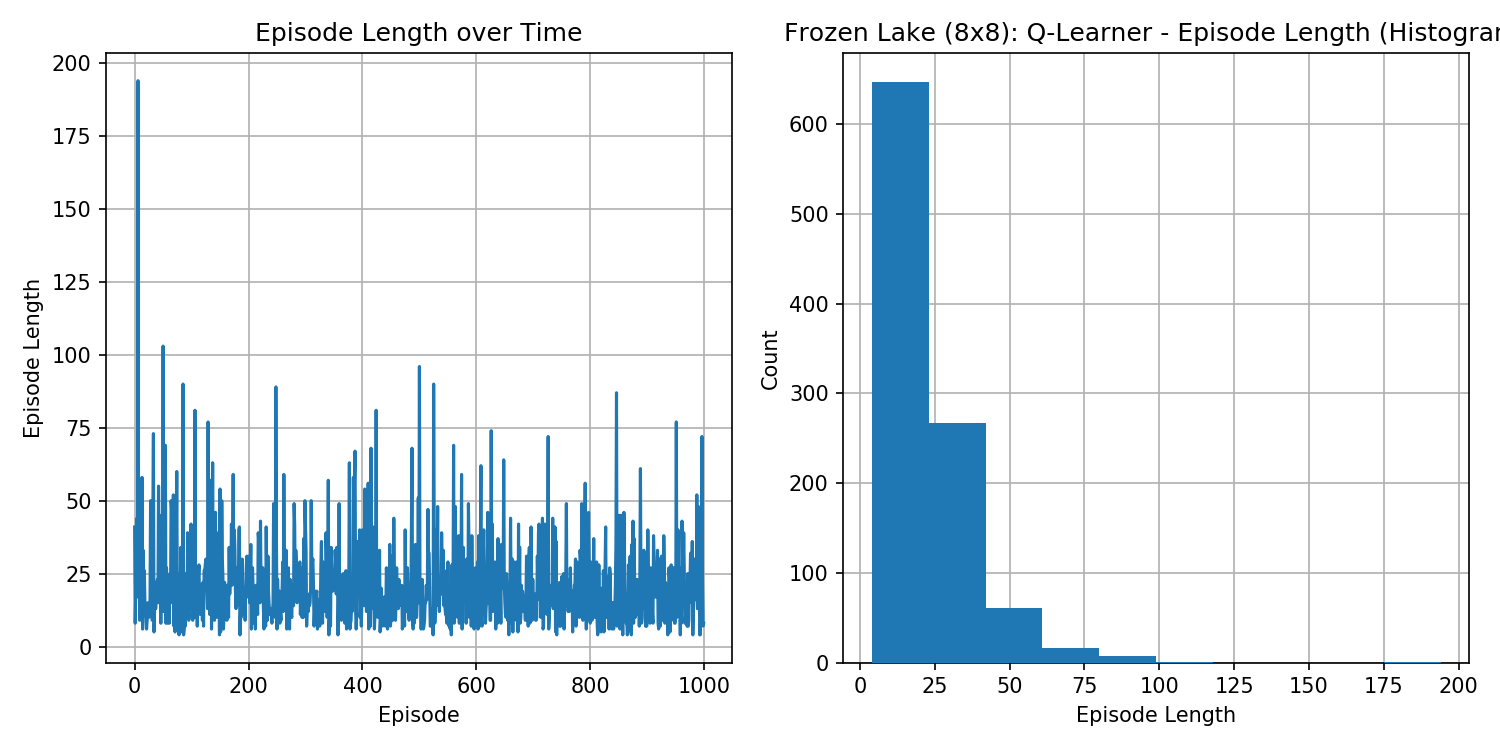 Episode Length over Time
200
175
150
125
100
75
50
25
0
Episode Length
0 200 400 600 800 1000
Episode
Frozen Lake (8x8): Q-Learner - Episode Length (Histogra
600
500
400
300
200
100
0
Count
0 25 50 75 100 125 150 175 200
Episode Length